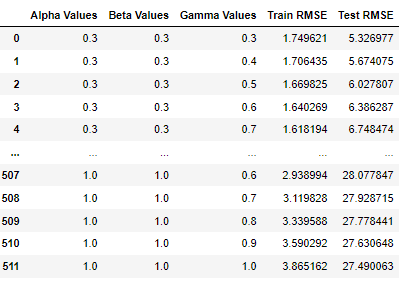 Alpha Values Beta Values Gamma Values Train RMSE Test RMSE
0 0.3 0.3 0.3 1.749621 5.326977
1 0.3 0.3 0.4 1.706435 5.674075
2 0.3 0.3 0.5 1.669825 6.027807
3 0.3 0.3 0.6 1.640269 6.386287
4 0.3 0.3 0.7 1.618194 6.748474
... ... ... ... ... ...
507 1.0 1.0 0.6 2.938994 28.077847
508 1.0 1.0 0.7 3.119828 27.928715
509 1.0 1.0 0.8 3.339588 27.778441
510 1.0 1.0 0.9 3.590292 27.630648
511 1.0 1.0 1.0 3.865162 27.490063